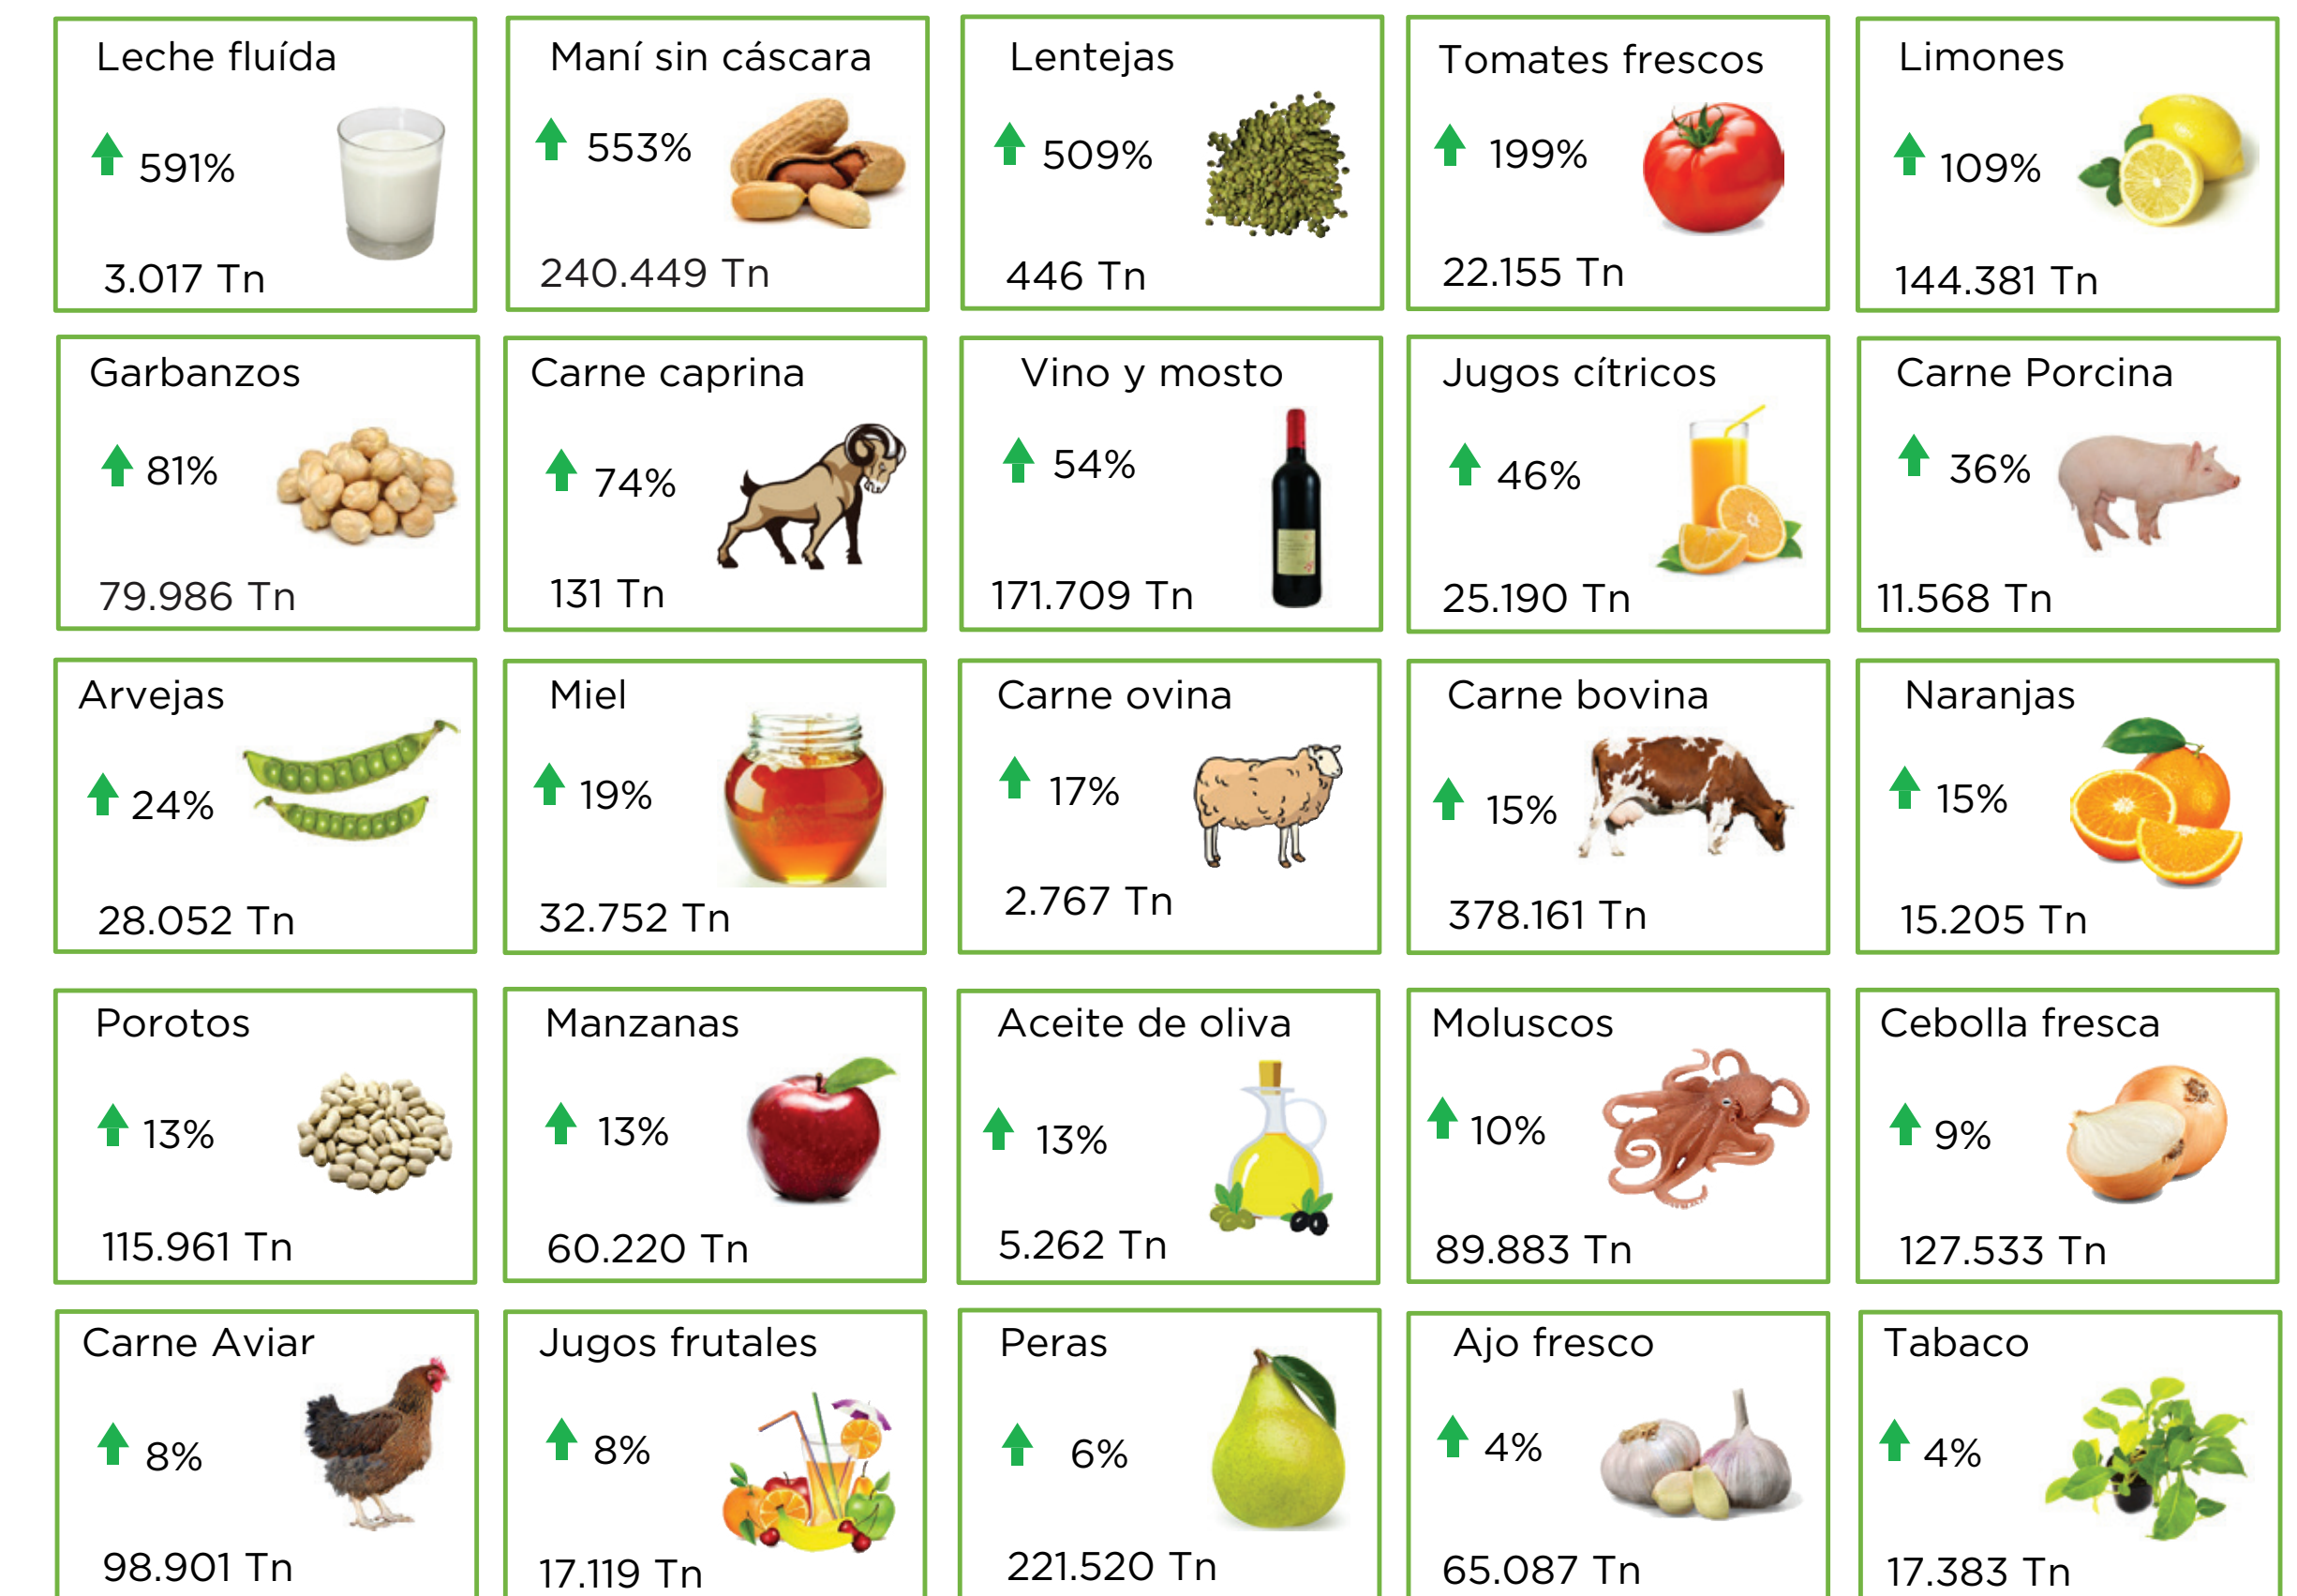 Leche fluída
591%
3.017 Tn
Maní sin cáscara
553%
240.449 Tn
Lentejas
509%
446 Tn
Tomates frescos
199%
22.155 Tn
Limones
109%
144.381 Tn
Garbanzos
81%
79.986 Tn
Carne caprina
74%
131 Tn
Vino y mosto
54%
171.709 Tn
Jugos cítricos
46%
25.190 Tn
Carne Porcina
36%
11.568 Tn
Arvejas
24%
28.052 Tn
Miel
19%
32.752 Tn
Carne ovina
17%
2.767 Tn
Carne bovina
15%
378.161 Tn
Naranjas
15%
15.205 Tn
Porotos
13%
115.961 Tn
Manzanas
13%
60.220 Tn
Aceite de oliva
13%
5.262 Tn
Moluscos
10%
89.883 Tn
Cebolla fresca
9%
127.533 Tn
Carne Aviar
8%
98.901 Tn
Jugos frutales
8%
17.119 Tn
Peras
6%
221.520 Tn
Ajo fresco
4%
65.087 Tn
Tabaco
4%
17.383 Tn